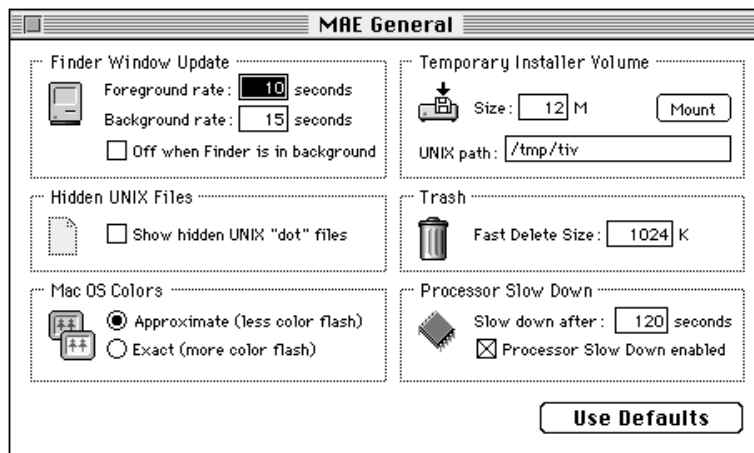 MAE General
Finder Window Update
Foreground rate: 10 seconds
Background rate: 15 seconds
Off when Finder is in background
Temporary Installer Volume
Size: 12 M Mount
UNIX path: /tmp/tiv
Hidden UNIX Files
Show hidden UNIX "dot" files
Trash
Fast Delete Size: 1024 K
Mac OS Colors
Approximate (less color flash)
Exact (more color flash)
Processor Slow Down
Slow down after: 120 seconds
Processor Slow Down enabled
Use Defaults